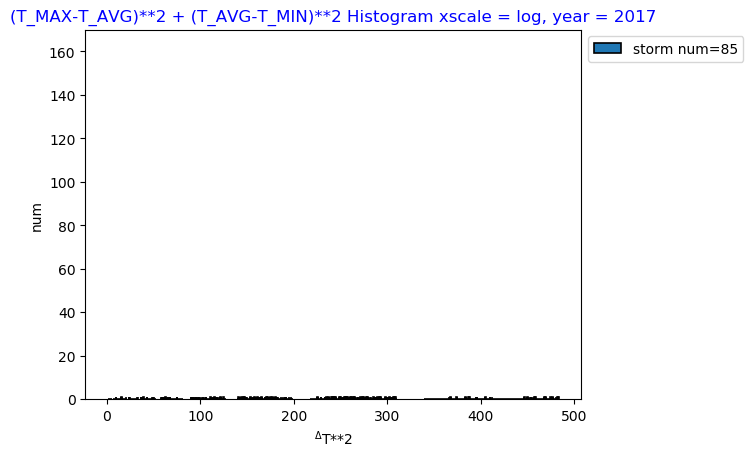 (T_MAX-T_AVG)**2 + (T_AVG-T_MIN)**2 Histogram xscale = log, year = 2017
storm num=85
num
160
140
120
100
80
60
40
20
0
0 100 200 300 400 500
ΔT**2